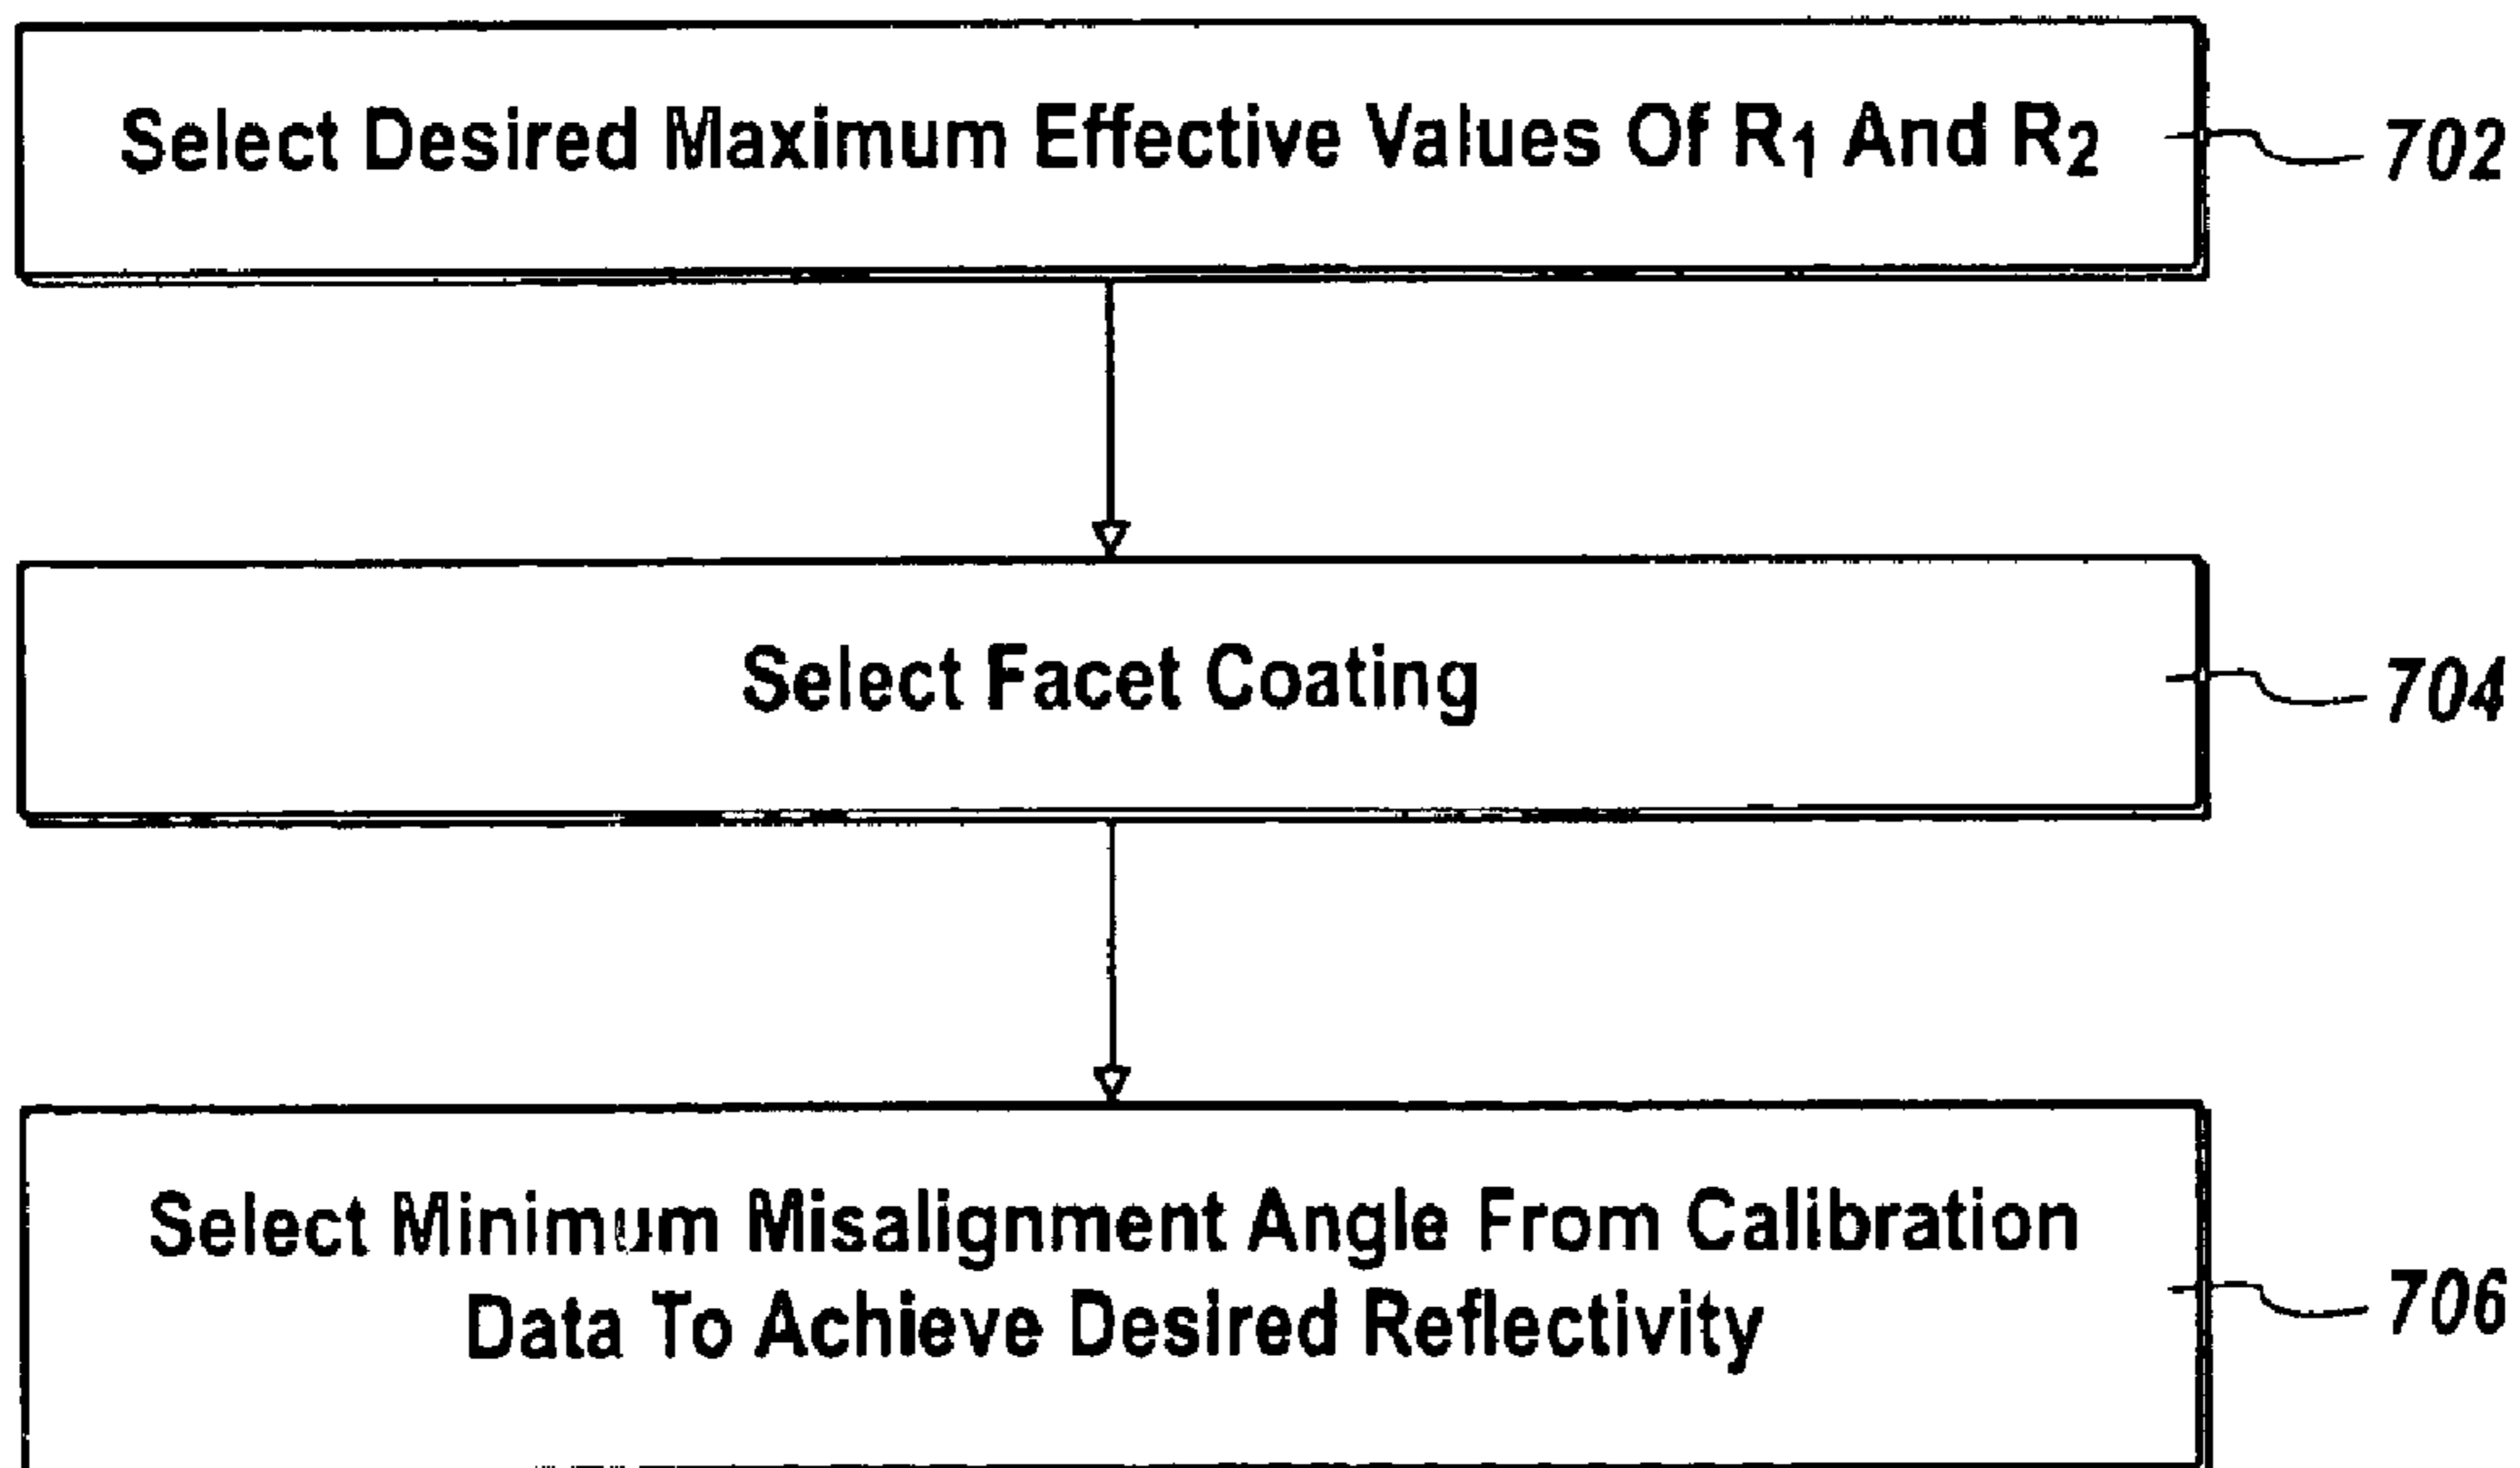 Select Desired Maximum Effective Values Of R₁ And R₂
702
Select Facet Coating
704
Select Minimum Misalignment Angle From Calibration
Data To Achieve Desired Reflectivity
706